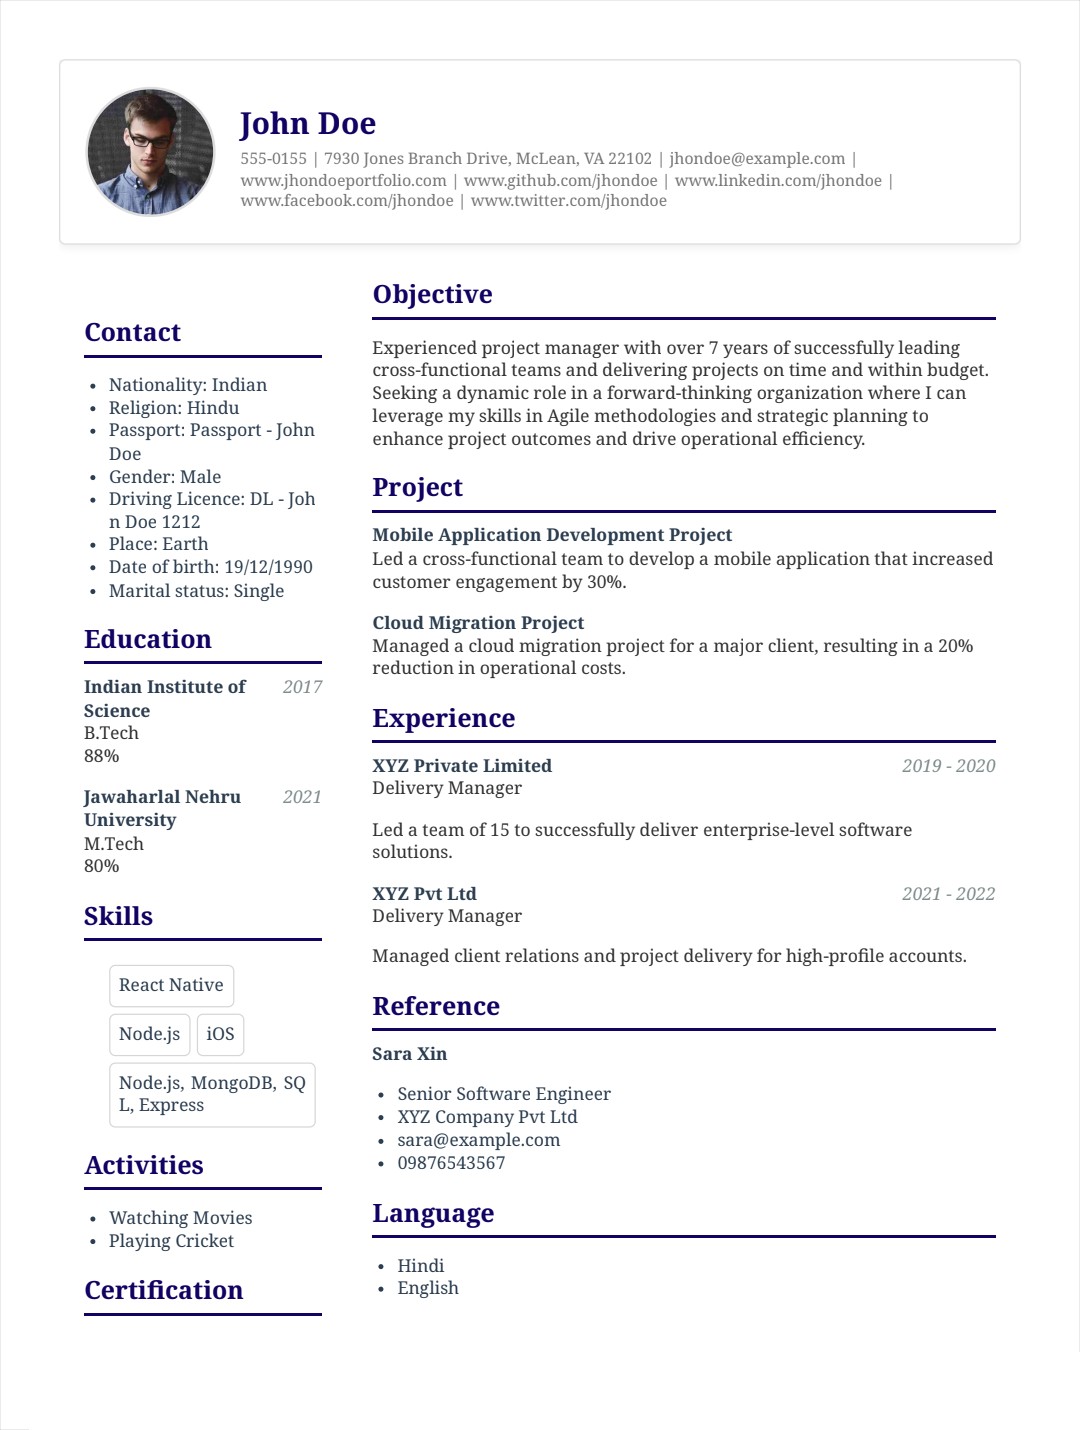 John Doe
555-0155 | 7930 Jones Branch Drive, McLean, VA 22102 | jhondoe@example.com |
www.jhondoeportfolio.com | www.github.com/jhondoe | www.linkedin.com/jhondoe |
www.facebook.com/jhondoe | www.twitter.com/jhondoe
Contact
• Nationality: Indian
• Religion: Hindu
• Passport: Passport - John
Doe
• Gender: Male
• Driving Licence: DL - Joh
n Doe 1212
• Place: Earth
• Date of birth: 19/12/1990
• Marital status: Single
Education
Indian Institute of 2017
Science
B.Tech
88%
Jawaharlal Nehru 2021
University
M.Tech
80%
Skills
React Native
Node.js iOS
Node.js, MongoDB, SQ
L, Express
Activities
• Watching Movies
• Playing Cricket
Certification
Objective
Experienced project manager with over 7 years of successfully leading
cross-functional teams and delivering projects on time and within budget.
Seeking a dynamic role in a forward-thinking organization where I can
leverage my skills in Agile methodologies and strategic planning to
enhance project outcomes and drive operational efficiency.
Project
Mobile Application Development Project
Led a cross-functional team to develop a mobile application that increased
customer engagement by 30%.
Cloud Migration Project
Managed a cloud migration project for a major client, resulting in a 20%
reduction in operational costs.
Experience
XYZ Private Limited 2019 - 2020
Delivery Manager
Led a team of 15 to successfully deliver enterprise-level software
solutions.
XYZ Pvt Ltd 2021 - 2022
Delivery Manager
Managed client relations and project delivery for high-profile accounts.
Reference
Sara Xin
• Senior Software Engineer
• XYZ Company Pvt Ltd
• sara@example.com
• 09876543567
Language
• Hindi
• English